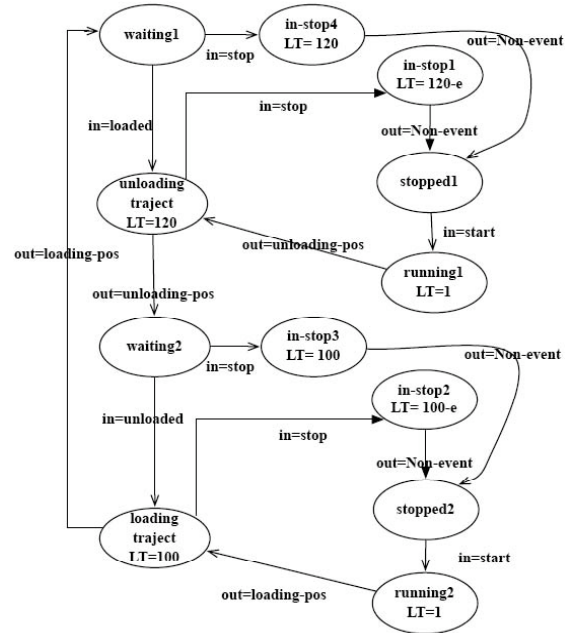 waiting1
in-stop4
LT= 120
out=Non-event
in=stop
in-stop1
LT= 120-e
in=stop
in=loaded
out=Non-event
unloading
traject
LT=120
stopped1
in=start
out=unloading-pos
out=loading-pos
running1
LT=1
out=unloading-pos
waiting2
in-stop3
LT= 100
out=Non-event
in=stop
in-stop2
LT= 100-e
in=unloaded
in=stop
out=Non-event
loading
traject
LT=100
stopped2
in=start
out=loading-pos
running2
LT=1